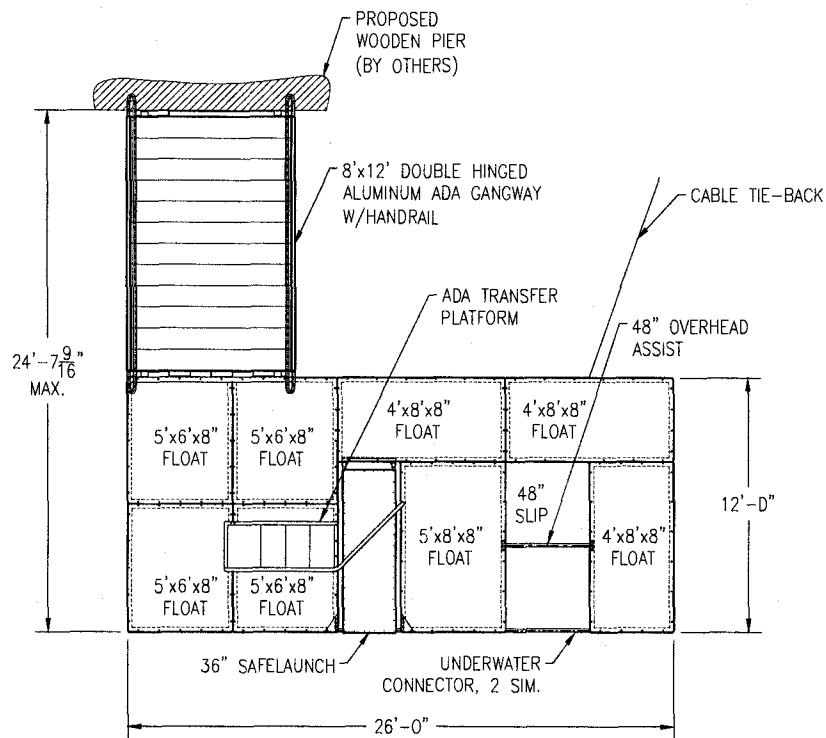 PROPOSED
WOODEN PIER
(BY OTHERS)
8'x12' DOUBLE HINGED
ALUMINUM ADA GANGWAY
W/HANDRAIL
CABLE TIE-BACK
ADA TRANSFER
PLATFORM
48" OVERHEAD
ASSIST
24'-7 9/16"
MAX.
5'x6'x8"
FLOAT
5'x6'x8"
FLOAT
4'x8'x8"
FLOAT
4'x8'x8"
FLOAT
48"
SLIP
12'-D"
5'x8'x8"
FLOAT
4'x8'x8"
FLOAT
5'x6'x8"
FLOAT
5'x6'x8"
FLOAT
36" SAFELAUNCH
UNDERWATER
CONNECTOR, 2 SIM.
26'-0"